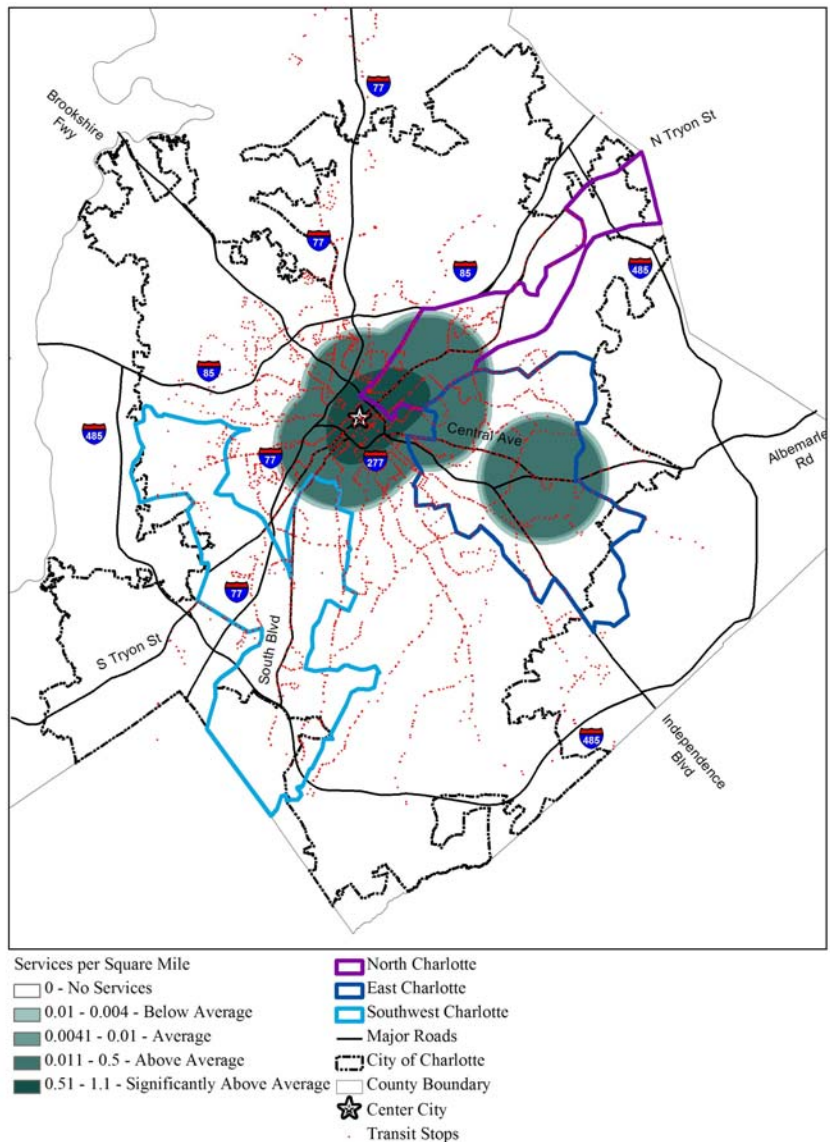 77
Brookshire
Fwy
N Tryon St
77
85
485
85
485
Central Ave
77
277
Albemarle
Rd
77
S Tryon St
South Blvd
485
Independence
Blvd
Services per Square Mile
0 - No Services
0.01 - 0.004 - Below Average
0.0041 - 0.01 - Average
0.011 - 0.5 - Above Average
0.51 - 1.1 - Significantly Above Average
North Charlotte
East Charlotte
Southwest Charlotte
Major Roads
City of Charlotte
County Boundary
Center City
Transit Stops